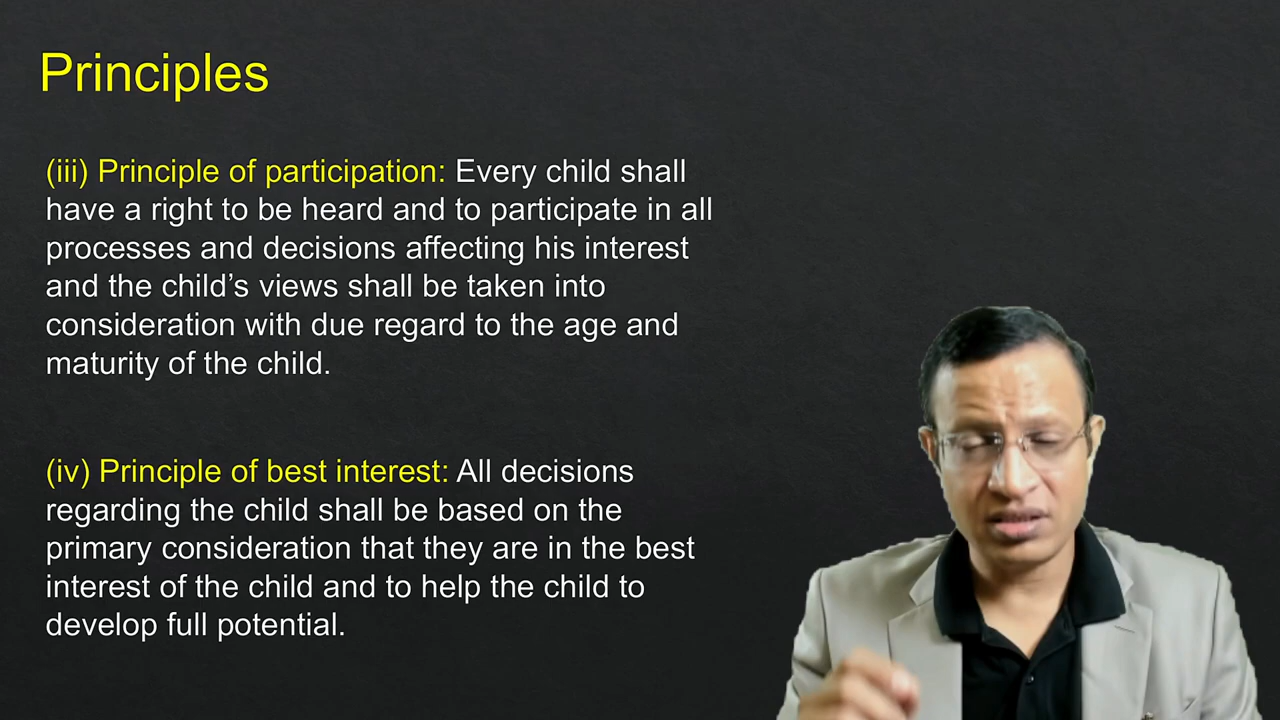 Principles
(iii) Principle of participation: Every child shall
have a right to be heard and to participate in all
processes and decisions affecting his interest
and the child’s views shall be taken into
consideration with due regard to the age and
maturity of the child.
(iv) Principle of best interest: All decisions
regarding the child shall be based on the
primary consideration that they are in the best
interest of the child and to help the child to
develop full potential.